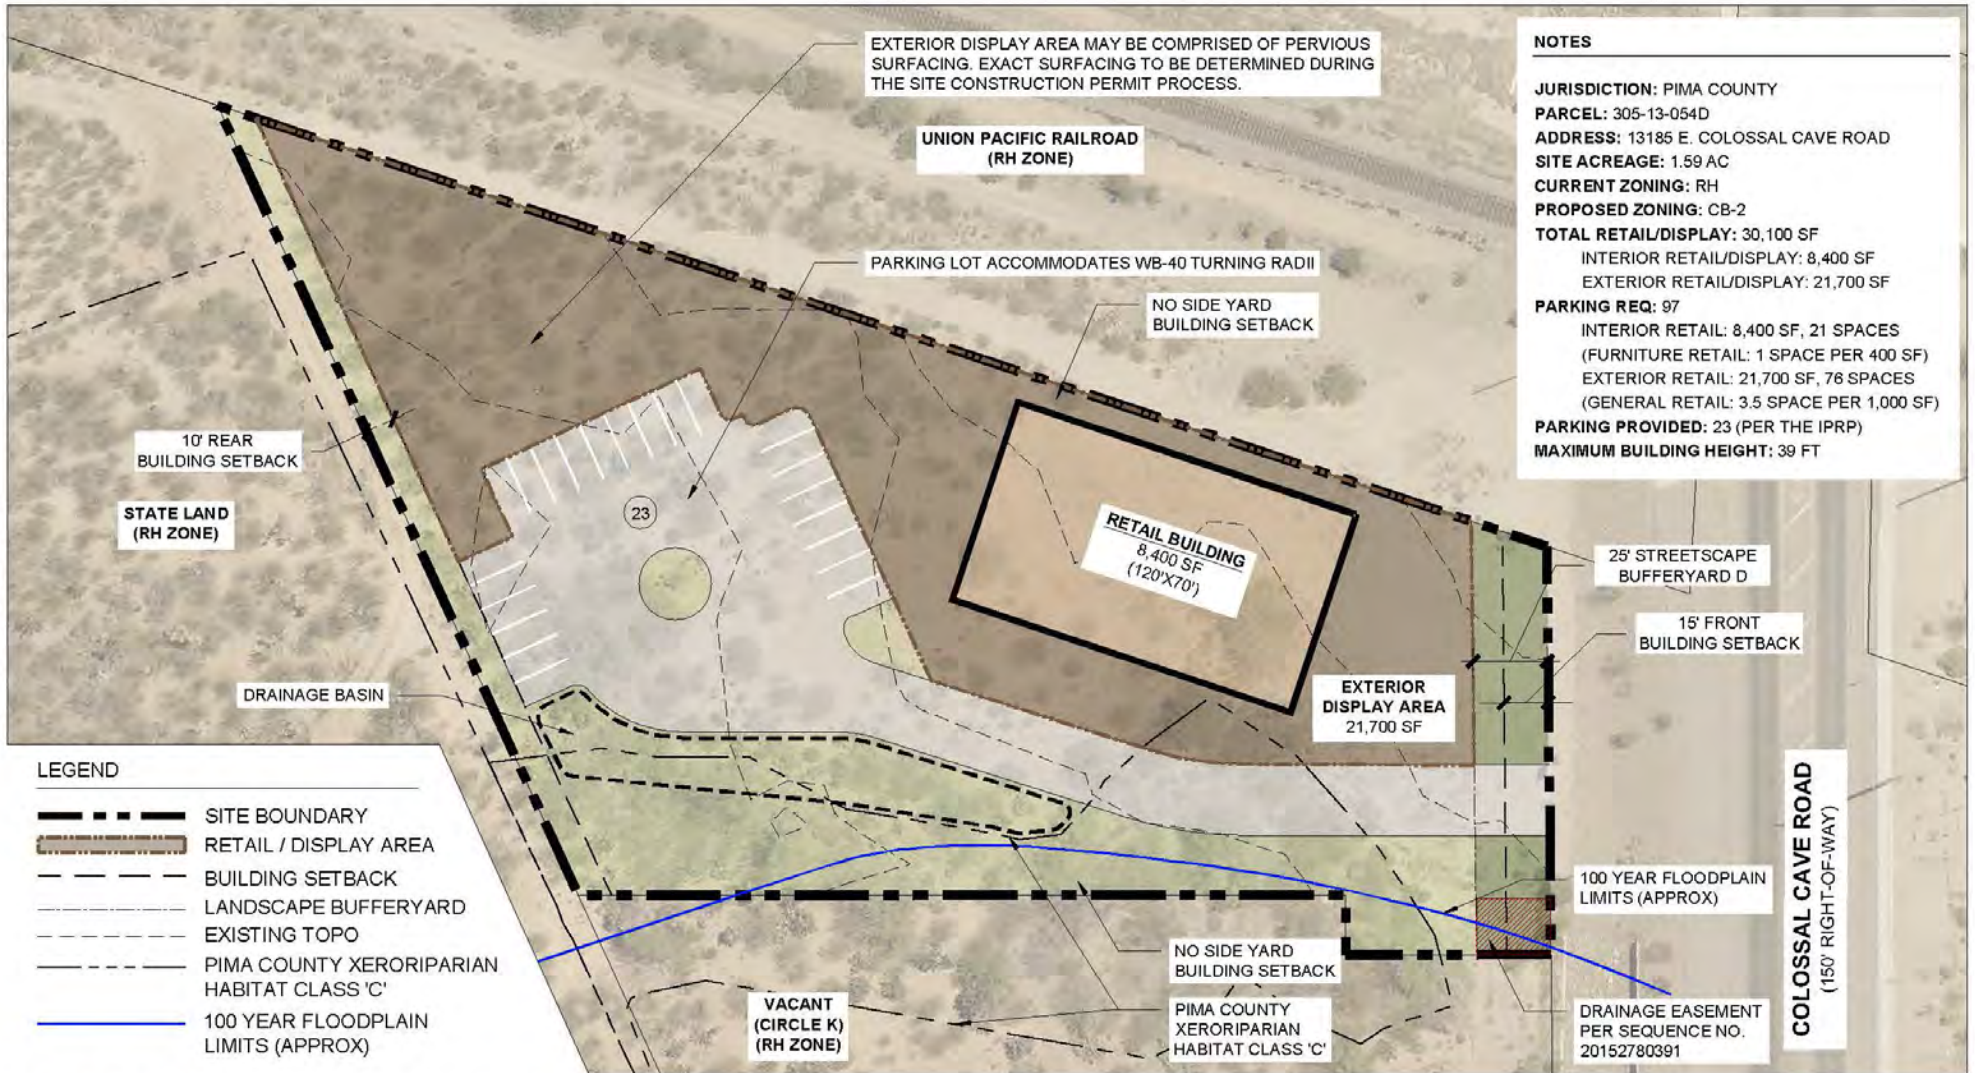 EXTERIOR DISPLAY AREA MAY BE COMPRISED OF PERVIOUS
SURFACING. EXACT SURFACING TO BE DETERMINED DURING
THE SITE CONSTRUCTION PERMIT PROCESS.
UNION PACIFIC RAILROAD
(RH ZONE)
PARKING LOT ACCOMMODATES WB-40 TURNING RADII
NO SIDE YARD
BUILDING SETBACK
NOTES
JURISDICTION: PIMA COUNTY
PARCEL: 305-13-054D
ADDRESS: 13185 E. COLOSSAL CAVE ROAD
SITE ACREAGE: 1.59 AC
CURRENT ZONING: RH
PROPOSED ZONING: CB-2
TOTAL RETAIL/DISPLAY: 30,100 SF
INTERIOR RETAIL/DISPLAY: 8,400 SF
EXTERIOR RETAIL/DISPLAY: 21,700 SF
PARKING REQ: 97
INTERIOR RETAIL: 8,400 SF, 21 SPACES
(FURNITURE RETAIL: 1 SPACE PER 400 SF)
EXTERIOR RETAIL: 21,700 SF, 76 SPACES
(GENERAL RETAIL: 3.5 SPACE PER 1,000 SF)
PARKING PROVIDED: 23 (PER THE IPRP)
MAXIMUM BUILDING HEIGHT: 39 FT
10' REAR
BUILDING SETBACK
STATE LAND
(RH ZONE)
23
RETAIL BUILDING
8,400 SF
(120'X70')
25' STREETSCAPE
BUFFERYARD D
15' FRONT
BUILDING SETBACK
EXTERIOR
DISPLAY AREA
21,700 SF
DRAINAGE BASIN
LEGEND
SITE BOUNDARY
RETAIL / DISPLAY AREA
BUILDING SETBACK
LANDSCAPE BUFFERYARD
EXISTING TOPO
PIMA COUNTY XERORIPARIAN
HABITAT CLASS 'C'
100 YEAR FLOODPLAIN
LIMITS (APPROX)
VACANT
(CIRCLE K)
(RH ZONE)
NO SIDE YARD
BUILDING SETBACK
PIMA COUNTY
XERORIPARIAN
HABITAT CLASS 'C'
100 YEAR FLOODPLAIN
LIMITS (APPROX)
DRAINAGE EASEMENT
PER SEQUENCE NO.
20152780391
COLOSSAL CAVE ROAD
(150' RIGHT-OF-WAY)